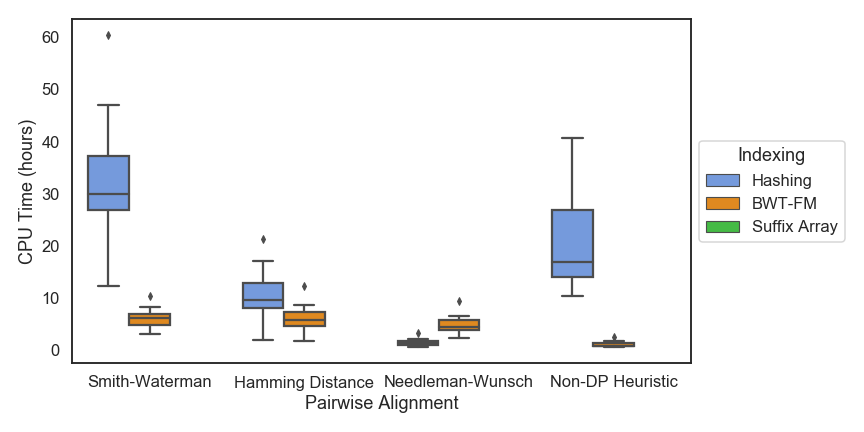 60
50
40
30
20
10
0
CPU Time (hours)
Smith-Waterman
Hamming Distance
Needleman-Wunsch
Non-DP Heuristic
Pairwise Alignment
Indexing
Hashing
BWT-FM
Suffix Array